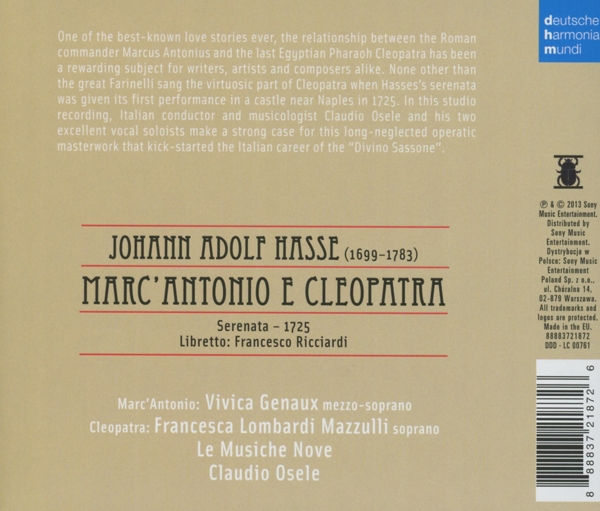 One of the best-known love stories ever, the relationship between the Roman
commander Marcus Antonius and the last Egyptian Pharaoh Cleopatra has been
a rewarding subject for writers, artists and composers alike. None other than
the great Farinelli sang the virtuosic part of Cleopatra when Hasses's serenata
was given its first performance in a castle near Naples in 1725. In this studio
recording, Italian conductor and musicologist Claudio Osele and his two
excellent vocal soloists make a strong case for this long-neglected operatic
masterwork that kick-started the Italian career of the "Divino Sassone".
deutsche
harmonia
mundi
JOHANN ADOLF HASSE (1699–1783)
MARC'ANTONIO E CLEOPATRA
Serenata – 1725
Libretto: Francesco Ricciardi
Marc'Antonio: Vivica Genaux mezzo-soprano
Cleopatra: Francesca Lombardi Mazzulli soprano
Le Musiche Nove
Claudio Osele
℗ & © 2013 Sony
Music Entertainment.
Distributed by
Sony Music
Entertainment.
Dystrybucja w
Polsce: Sony Music
Entertainment
Poland Sp. z o.o.,
ul. Chóralna 14,
02-879 Warszawa.
All trademarks and
logos are protected.
Made in the EU.
88883721872
DDD - LC 00761
8 88837 21872 6